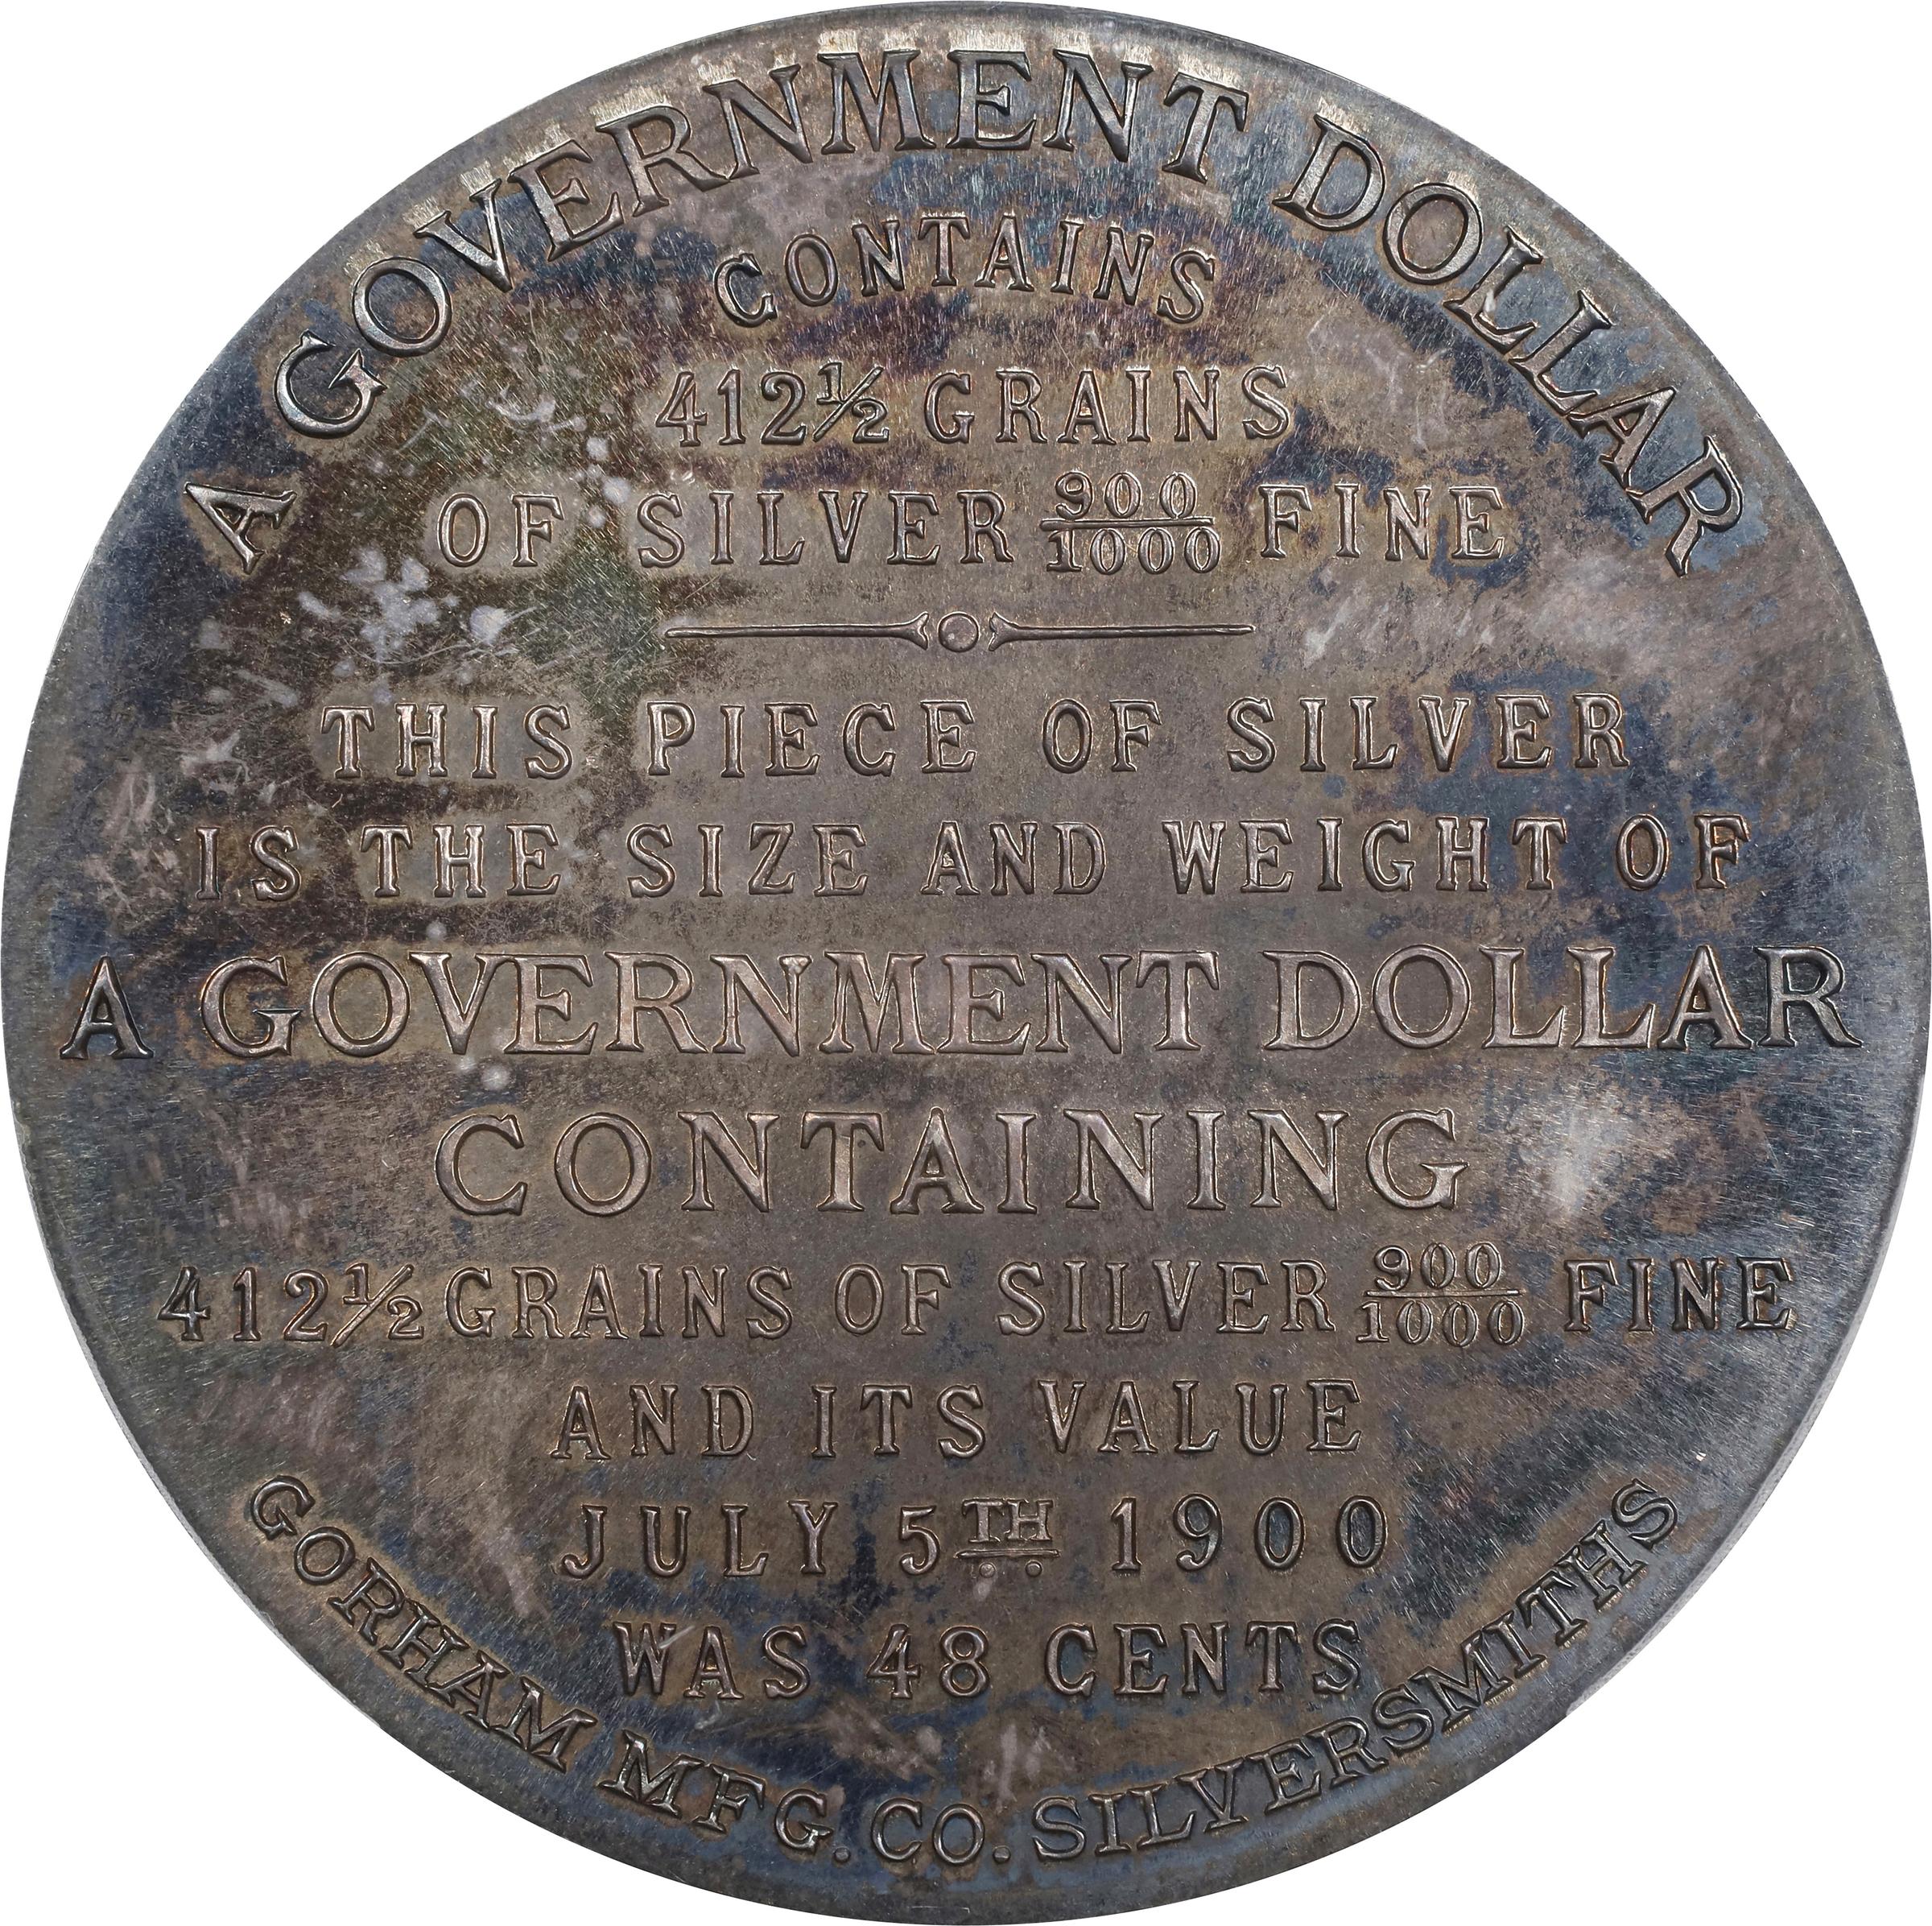 A GOVERNMENT DOLLAR
CONTAINS
412½ GRAINS
OF SILVER 900/1000 FINE
THIS PIECE OF SILVER
IS THE SIZE AND WEIGHT OF
A GOVERNMENT DOLLAR
CONTAINING
412½ GRAINS OF SILVER 900/1000 FINE
AND ITS VALUE
JULY 5TH 1900
WAS 48 CENTS
GORHAM MFG. CO. SILVERSMITHS